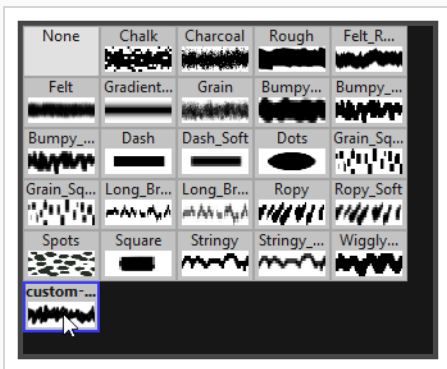 None Chalk Charcoal Rough Felt_R...
Felt Gradient... Grain Bumpy... Bumpy_...
Bumpy_... Dash Dash_Soft Dots Grain_Sq...
Grain_Sq... Long_Br... Long_Br... Ropy Ropy_Soft
Spots Square Stringy Stringy_... Wiggly...
custom-...